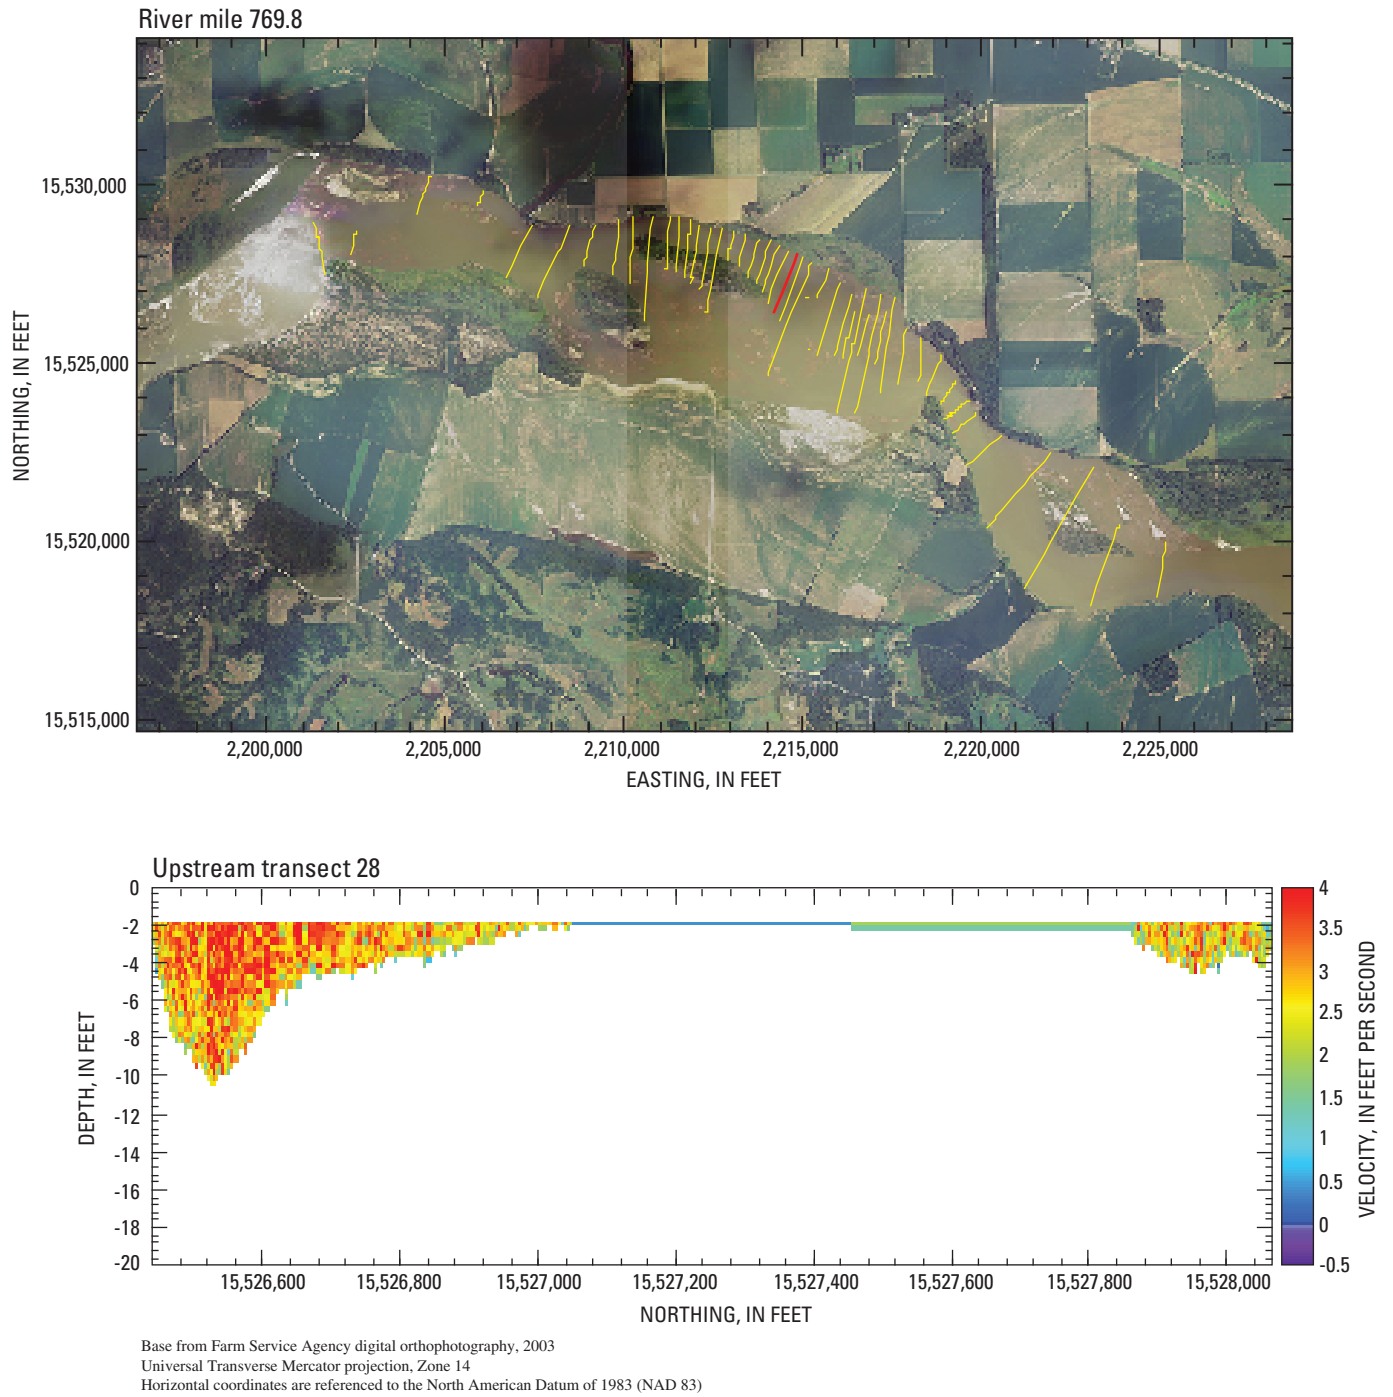 River mile 769.8
15,530,000
15,525,000
15,520,000
15,515,000
NORTHING, IN FEET
2,200,000 2,205,000 2,210,000 2,215,000 2,220,000 2,225,000
EASTING, IN FEET
Upstream transect 28
0
-2
-4
-6
-8
-10
-12
-14
-16
-18
-20
DEPTH, IN FEET
15,526,600 15,526,800 15,527,000 15,527,200 15,527,400 15,527,600 15,527,800 15,528,000
NORTHING, IN FEET
4
3.5
3
2.5
2
1.5
1
0.5
0
-0.5
VELOCITY, IN FEET PER SECOND
Base from Farm Service Agency digital orthophotography, 2003
Universal Transverse Mercator projection, Zone 14
Horizontal coordinates are referenced to the North American Datum of 1983 (NAD 83)